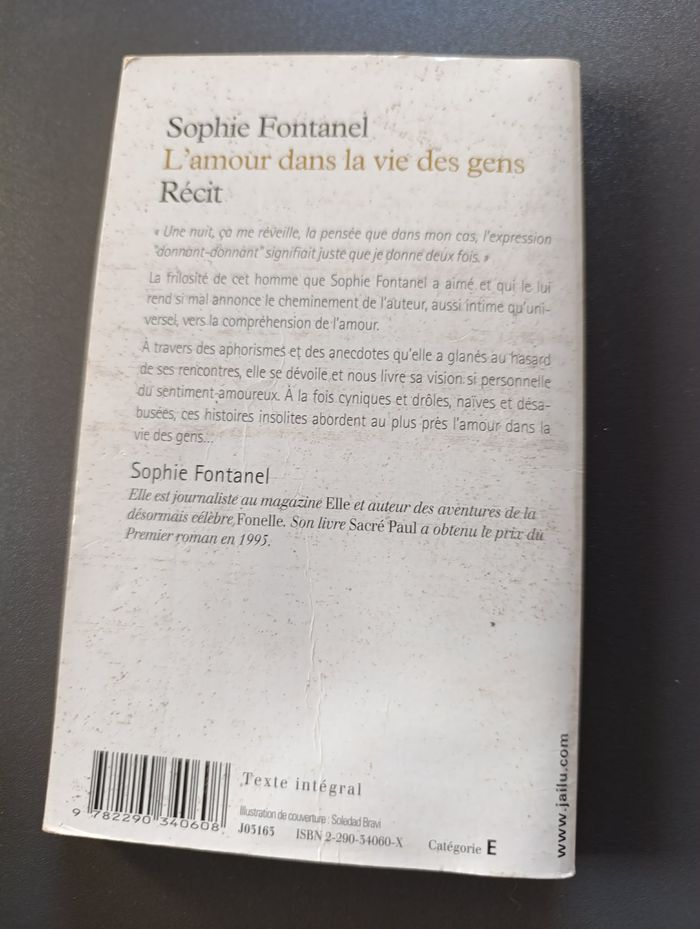 Sophie Fontanel
L'amour dans la vie des gens
Récit
« Une nuit, ça me réveille, la pensée que dans mon cas, l'expression
"donnant-donnant" signifiait juste que je donne deux fois. »
La frilosité de cet homme que Sophie Fontanel a aimé et qui le lui
rend si mal annonce le cheminement de l'auteur, aussi intime qu'uni-
versel, vers la compréhension de l'amour.
À travers des aphorismes et des anecdotes qu'elle a glanés au hasard
de ses rencontres, elle se dévoile et nous livre sa vision si personnelle
du sentiment amoureux. À la fois cyniques et drôles, naïves et désa-
busées, ces histoires insolites abordent au plus près l'amour dans la
vie des gens...
Sophie Fontanel
Elle est journaliste au magazine Elle et auteur des aventures de la
désormais célèbre Fonelle. Son livre Sacré Paul a obtenu le prix du
Premier roman en 1995.
Texte intégral
Illustration de couverture : Soledad Bravi
9 782290 340608
J05165 ISBN 2-290-34060-X Catégorie E
www.jailu.com